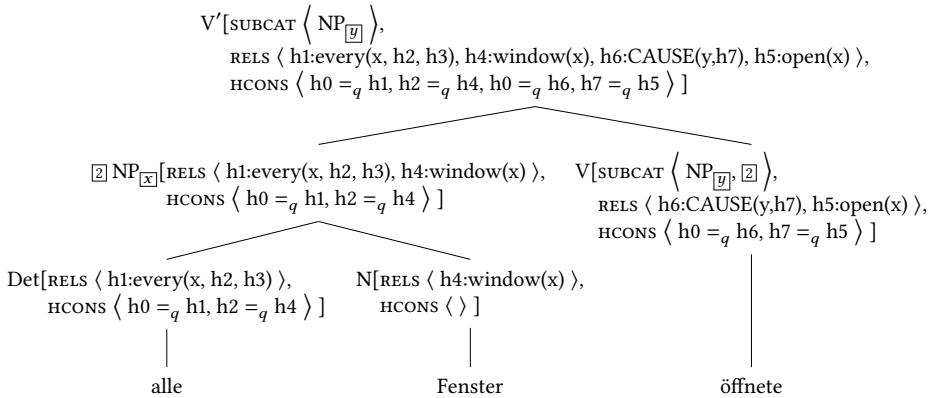 V′[SUBCAT ⟨ NP[y] ⟩,
RELS ⟨ h1:every(x, h2, h3), h4:window(x), h6:CAUSE(y,h7), h5:open(x) ⟩,
HCONS ⟨ h0 =q h1, h2 =q h4, h0 =q h6, h7 =q h5 ⟩ ]
[2] NP[x][RELS ⟨ h1:every(x, h2, h3), h4:window(x) ⟩,
HCONS ⟨ h0 =q h1, h2 =q h4 ⟩ ]
V[SUBCAT ⟨ NP[y], [2] ⟩,
RELS ⟨ h6:CAUSE(y,h7), h5:open(x) ⟩,
HCONS ⟨ h0 =q h6, h7 =q h5 ⟩ ]
Det[RELS ⟨ h1:every(x, h2, h3) ⟩,
HCONS ⟨ h0 =q h1, h2 =q h4 ⟩ ]
N[RELS ⟨ h4:window(x) ⟩,
HCONS ⟨ ⟩ ]
alle
Fenster
öffnete